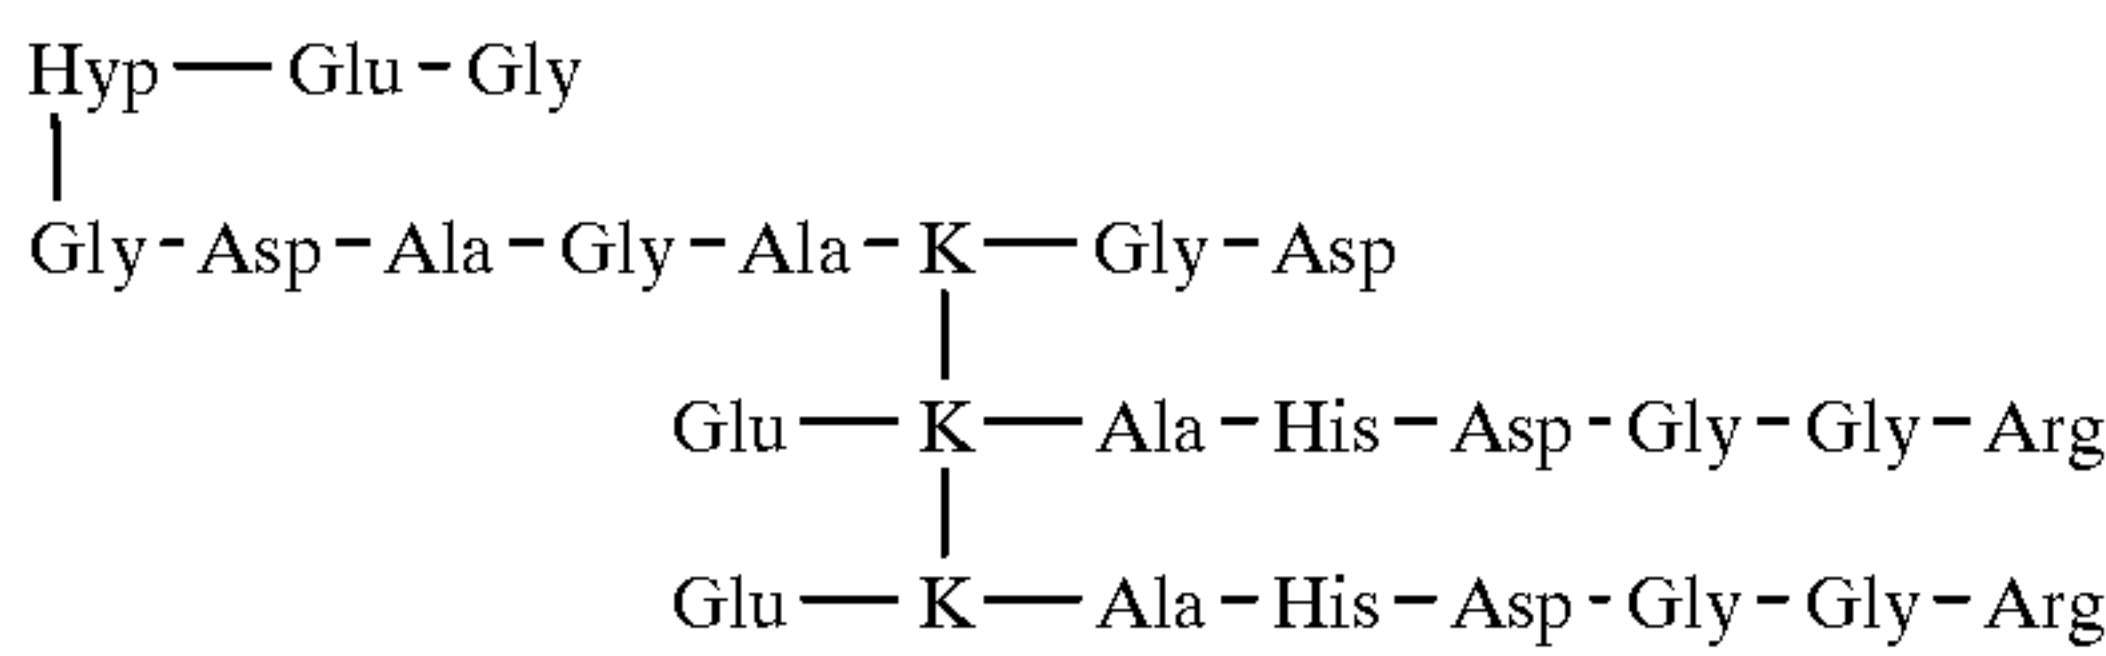 Hyp — Glu - Gly
Gly - Asp - Ala - Gly - Ala - K — Gly - Asp
Glu — K — Ala - His - Asp - Gly - Gly - Arg
Glu — K — Ala - His - Asp - Gly - Gly - Arg